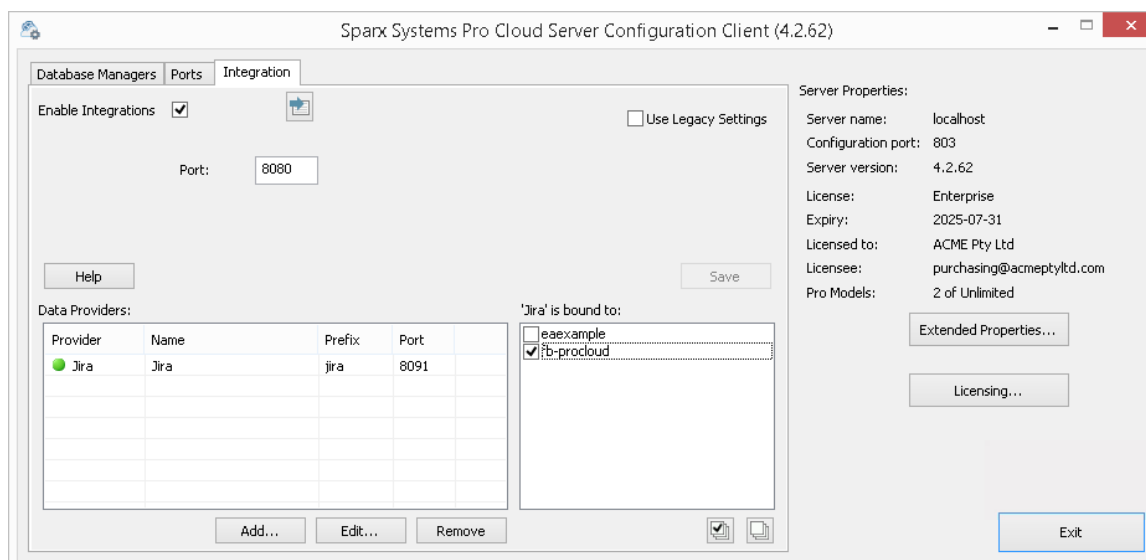 Sparx Systems Pro Cloud Server Configuration Client (4.2.62)
Database Managers Ports Integration
Enable Integrations
Use Legacy Settings
Port: 8080
Help
Save
Data Providers:
Provider Name Prefix Port
Jira Jira jira 8091
Add... Edit... Remove
'Jira' is bound to:
eaexample
fb-procloud
Server Properties:
Server name: localhost
Configuration port: 803
Server version: 4.2.62
License: Enterprise
Expiry: 2025-07-31
Licensed to: ACME Pty Ltd
Licensee: purchasing@acmeptyltd.com
Pro Models: 2 of Unlimited
Extended Properties...
Licensing...
Exit